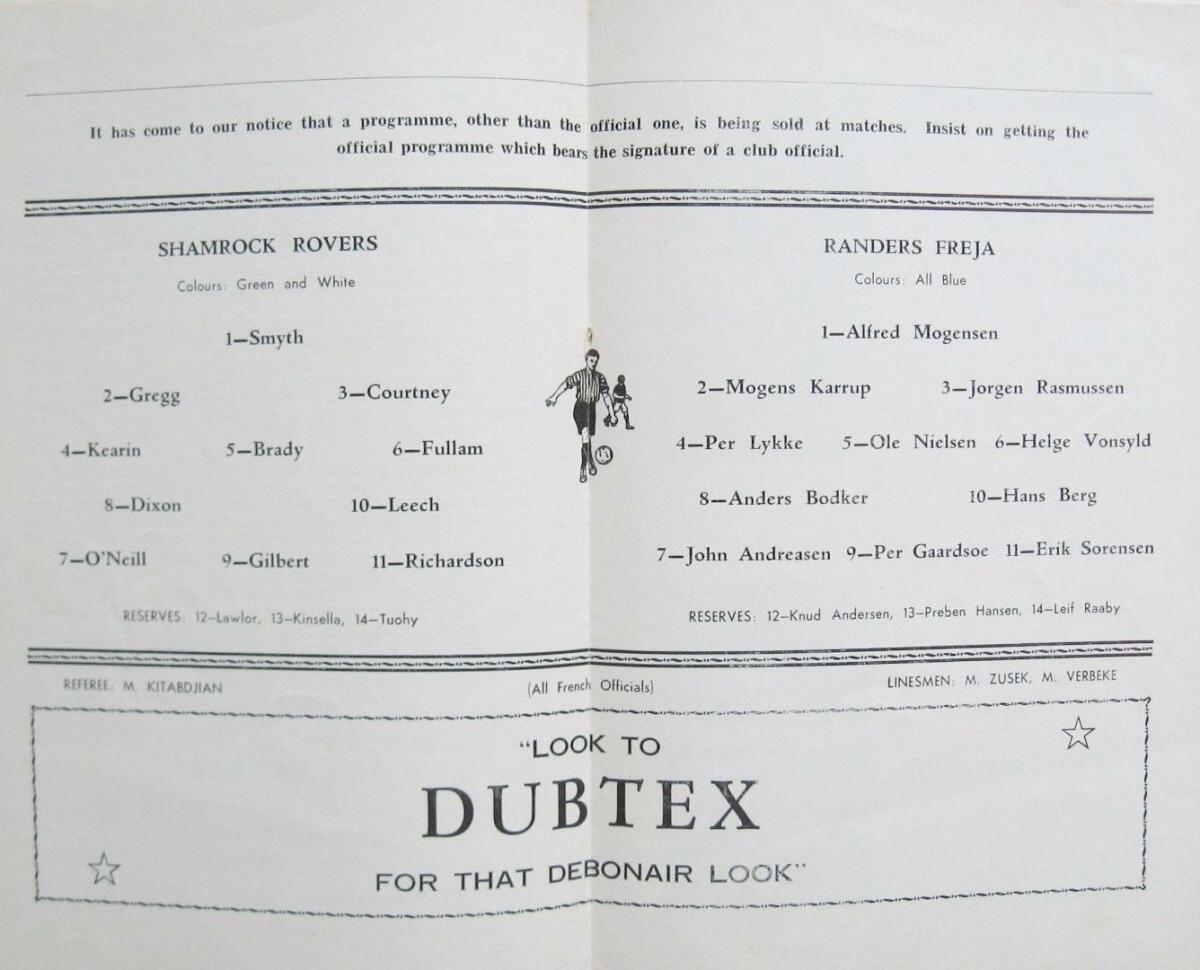 It has come to our notice that a programme, other than the official one, is being sold at matches. Insist on getting the
official programme which bears the signature of a club official.
SHAMROCK ROVERS
Colours: Green and White
1—Smyth
2—Gregg 3—Courtney
4—Kearin 5—Brady 6—Fullam
8—Dixon 10—Leech
7—O'Neill 9—Gilbert 11—Richardson
RESERVES: 12—Lawlor, 13—Kinsella, 14—Tuohy
RANDERS FREJA
Colours: All Blue
1—Alfred Mogensen
2—Mogens Karrup 3—Jorgen Rasmussen
4—Per Lykke 5—Ole Nielsen 6—Helge Vonsyld
8—Anders Bodker 10—Hans Berg
7—John Andreasen 9—Per Gaardsoe 11—Erik Sorensen
RESERVES: 12—Knud Andersen, 13—Preben Hansen, 14—Leif Raaby
REFEREE: M. KITABDJIAN (All French Officials) LINESMEN: M. ZUSEK, M. VERBEKE
"LOOK TO
DUBTEX
FOR THAT DEBONAIR LOOK"